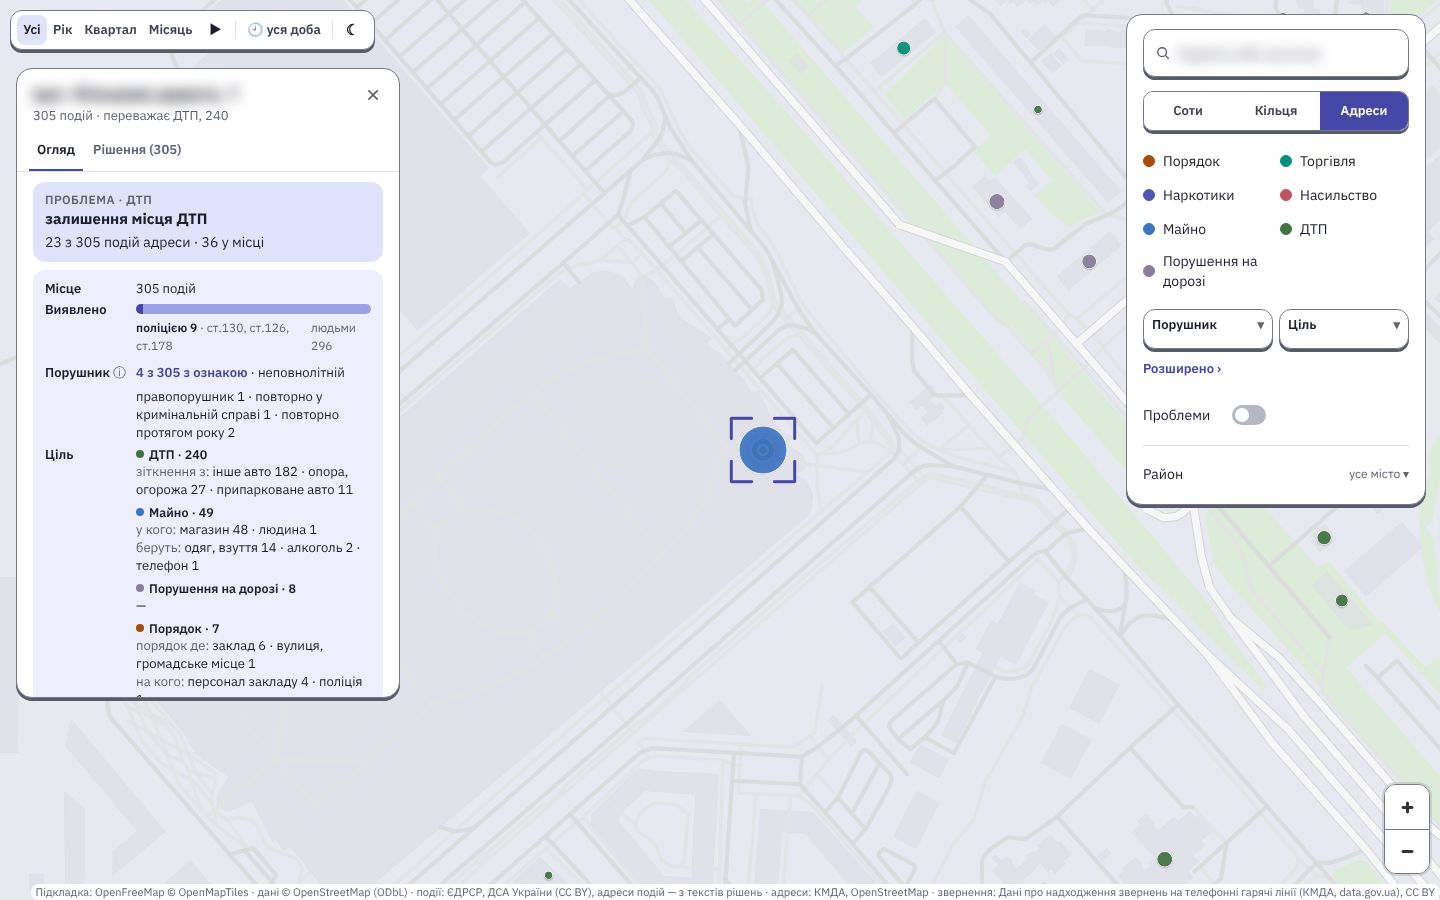 Усі Рік Квартал Місяць ▶ 🕘 уся доба ☾
305 подій · переважає ДТП, 240
Огляд Рішення (305)
ПРОБЛЕМА · ДТП
залишення місця ДТП
23 з 305 подій адреси · 36 у місці
Місце 305 подій
Виявлено
поліцією 9 · ст.130, ст.126, людьми
ст.178 296
Порушник ⓘ 4 з 305 з ознакою · неповнолітній
правопорушник 1 · повторно у
кримінальній справі 1 · повторно
протягом року 2
Ціль ДТП · 240
зіткнення з: інше авто 182 · опора,
огорожа 27 · припарковане авто 11
Майно · 49
у кого: магазин 48 · людина 1
беруть: одяг, взуття 14 · алкоголь 2 ·
телефон 1
Порушення на дорозі · 8
—
Порядок · 7
порядок де: заклад 6 · вулиця,
громадське місце 1
на кого: персонал закладу 4 · поліція
Соти Кільця Адреси
Порядок Торгівля
Наркотики Насильство
Майно ДТП
Порушення на
дорозі
Порушник ▾ Ціль ▾
Розширено ›
Проблеми
Район усе місто ▾
+
−
Підкладка: OpenFreeMap © OpenMapTiles · дані © OpenStreetMap (ODbL) · події: ЄДРСР, ДСА України (CC BY), адреси подій — з текстів рішень · адреси: КМДА, OpenStreetMap · звернення: Дані про надходження звернень на телефонні гарячі лінії (КМДА, data.gov.ua), CC BY